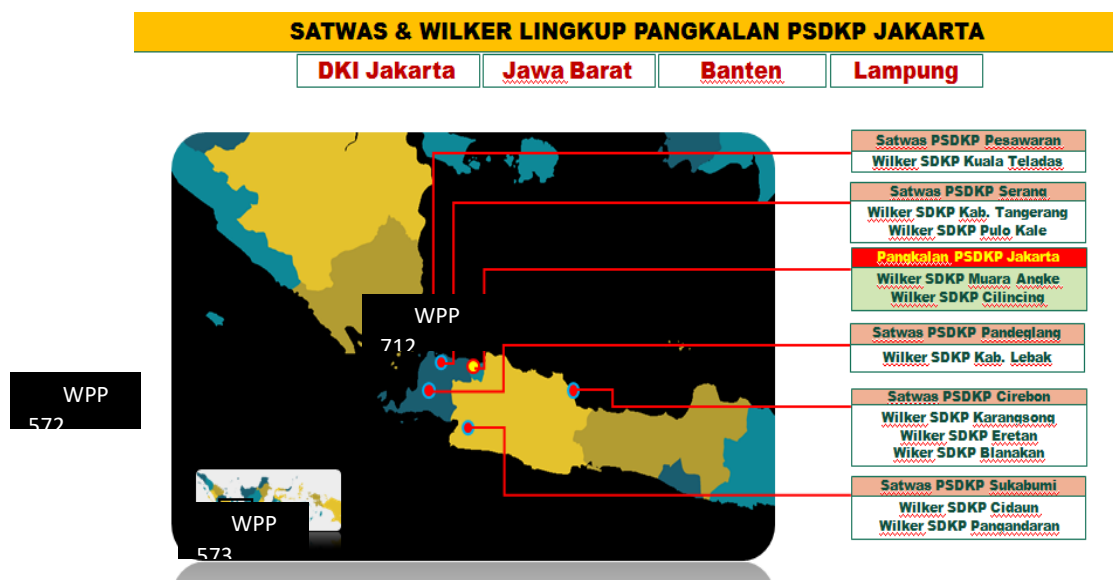 SATWAS & WILKER LINGKUP PANGKALAN PSDKP JAKARTA
DKI Jakarta
Jawa Barat
Banten
Lampung
Satwas PSDKP Pesawaran
Wilker SDKP Kuala Teladas
Satwas PSDKP Serang
Wilker SDKP Kab. Tangerang
Wilker SDKP Pulo Kale
Pangkalan PSDKP Jakarta
Wilker SDKP Muara Angke
Wilker SDKP Cilincing
Satwas PSDKP Pandeglang
Wilker SDKP Kab. Lebak
Satwas PSDKP Cirebon
Wilker SDKP Karangsong
Wilker SDKP Eretan
Wiker SDKP Blanakan
Satwas PSDKP Sukabumi
Wilker SDKP Cidaun
Wilker SDKP Pangandaran
WPP
712
WPP
572
WPP
573